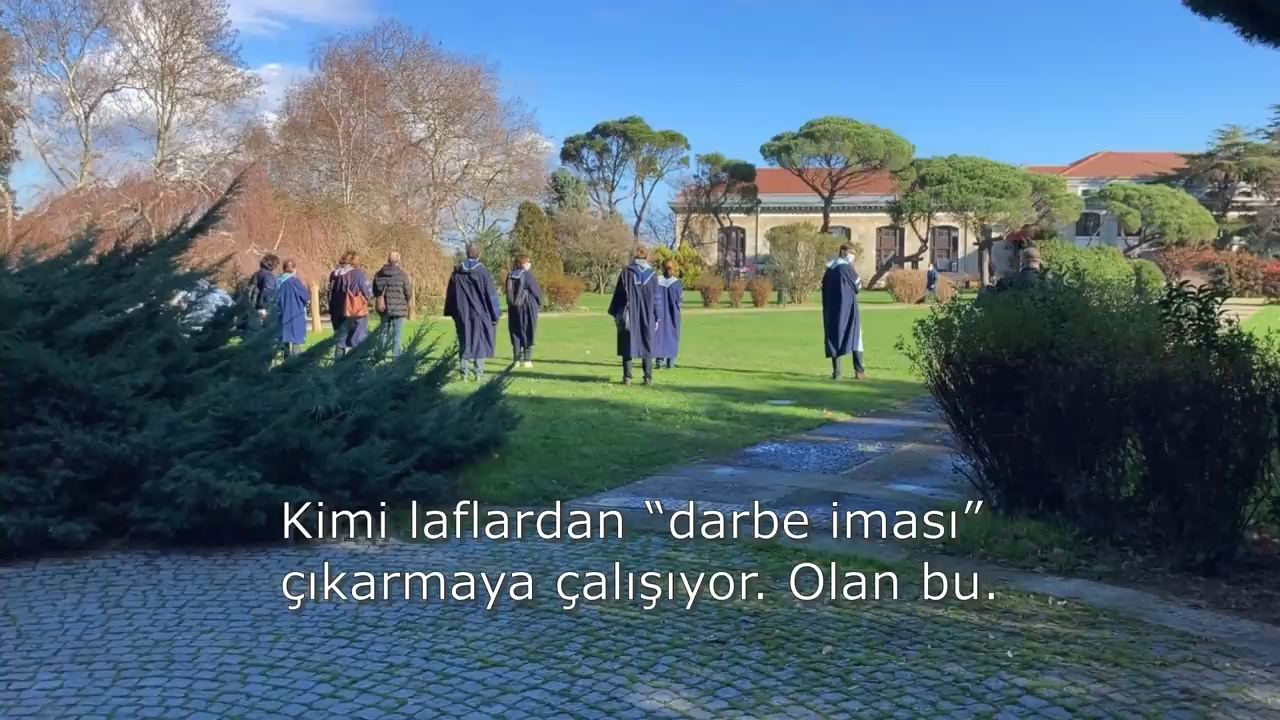 Kimi laflardan “darbe iması”
çıkarmaya çalışıyor. Olan bu.